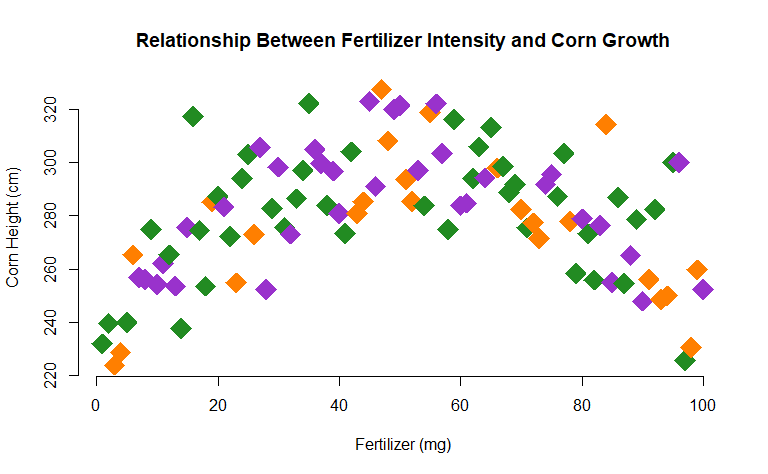 Relationship Between Fertilizer Intensity and Corn Growth
Corn Height (cm)
320
300
280
260
240
220
0 20 40 60 80 100
Fertilizer (mg)